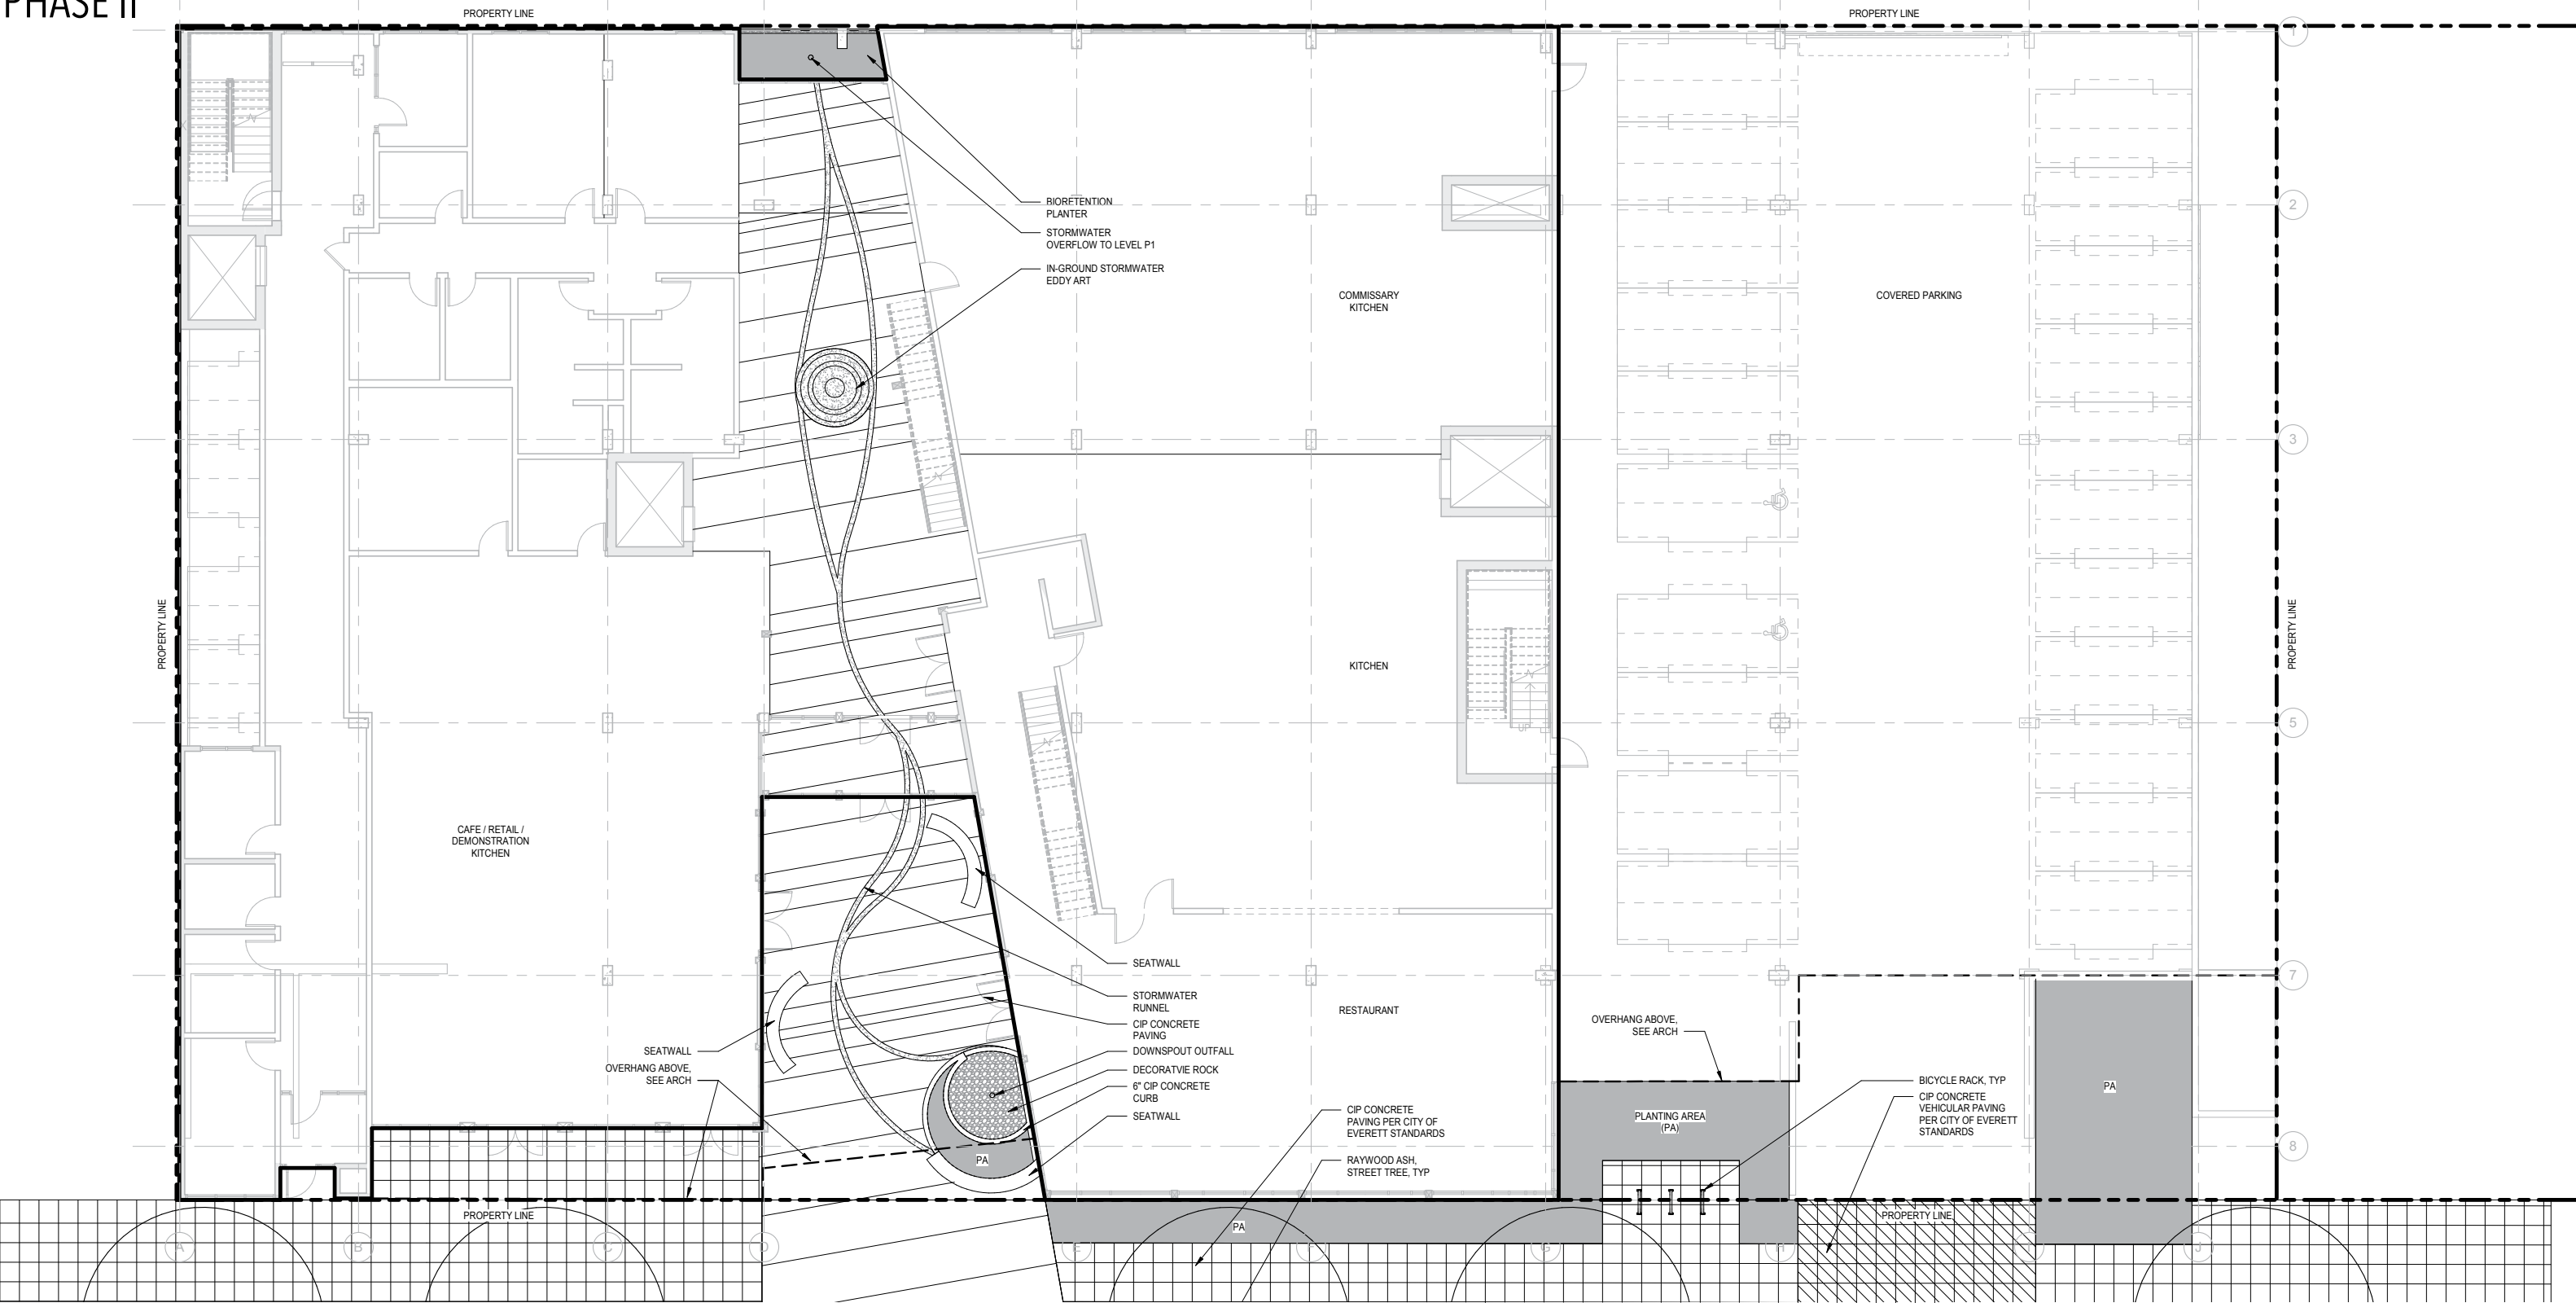 PHASE II
PROPERTY LINE
PROPERTY LINE
1
BIORETENTION
PLANTER
2
STORMWATER
OVERFLOW TO LEVEL P1
IN-GROUND STORMWATER
EDDY ART
COMMISSARY
KITCHEN
COVERED PARKING
3
PROPERTY LINE
PROPERTY LINE
KITCHEN
5
UP
CAFE / RETAIL /
DEMONSTRATION
KITCHEN
SEATWALL
7
STORMWATER
RUNNEL
CIP CONCRETE
PAVING
RESTAURANT
OVERHANG ABOVE,
SEE ARCH
SEATWALL
OVERHANG ABOVE,
SEE ARCH
DOWNSPOUT OUTFALL
DECORATVIE ROCK
6" CIP CONCRETE
CURB
SEATWALL
BICYCLE RACK, TYP
CIP CONCRETE
VEHICULAR PAVING
PER CITY OF EVERETT
STANDARDS
PA
CIP CONCRETE
PAVING PER CITY OF
EVERETT STANDARDS
PLANTING AREA
(PA)
8
PA
RAYWOOD ASH,
STREET TREE, TYP
PROPERTY LINE
PA
PROPERTY LINE
A
B
C
D
E
F
G
H
J